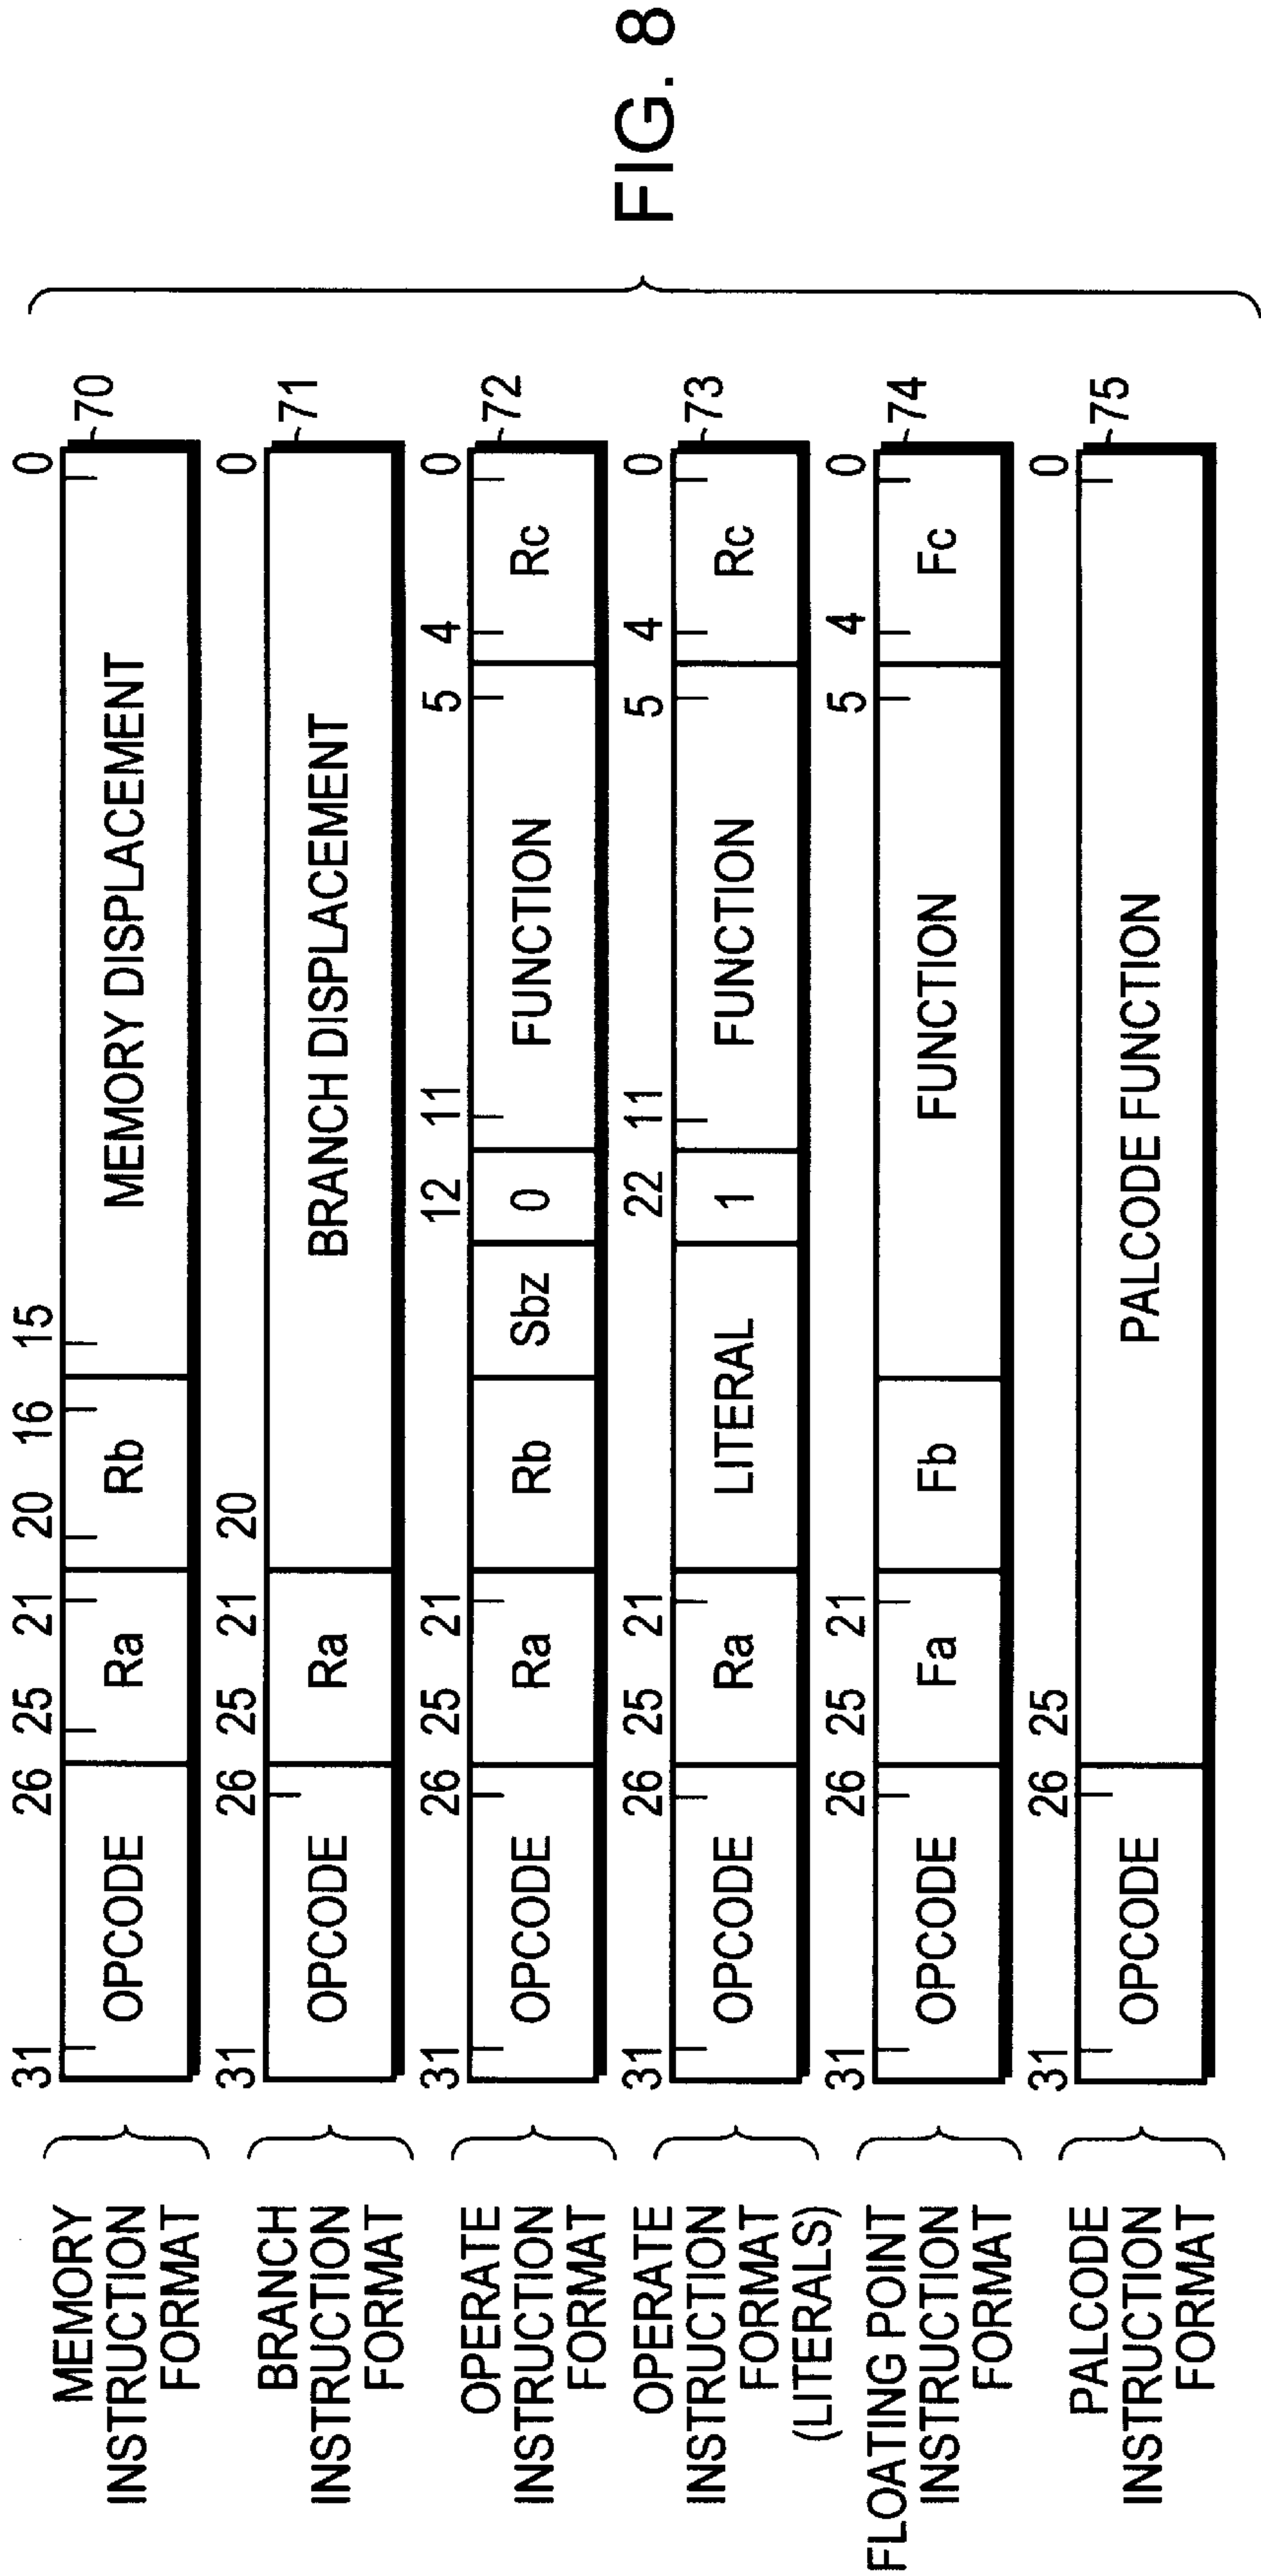 MEMORY
INSTRUCTION
FORMAT
31 26 25 21 20 16 15 0
OPCODE Ra Rb MEMORY DISPLACEMENT
70
BRANCH
INSTRUCTION
FORMAT
31 26 25 21 20 0
OPCODE Ra BRANCH DISPLACEMENT
71
OPERATE
INSTRUCTION
FORMAT
31 26 25 21 12 11 5 4 0
OPCODE Ra Rb Sbz 0 FUNCTION Rc
72
OPERATE
INSTRUCTION
FORMAT
(LITERALS)
31 26 25 21 22 11 5 4 0
OPCODE Ra LITERAL 1 FUNCTION Rc
73
FLOATING POINT
INSTRUCTION
FORMAT
31 26 25 21 5 4 0
OPCODE Fa Fb FUNCTION Fc
74
PALCODE
INSTRUCTION
FORMAT
31 26 25 0
OPCODE PALCODE FUNCTION
75
FIG. 8